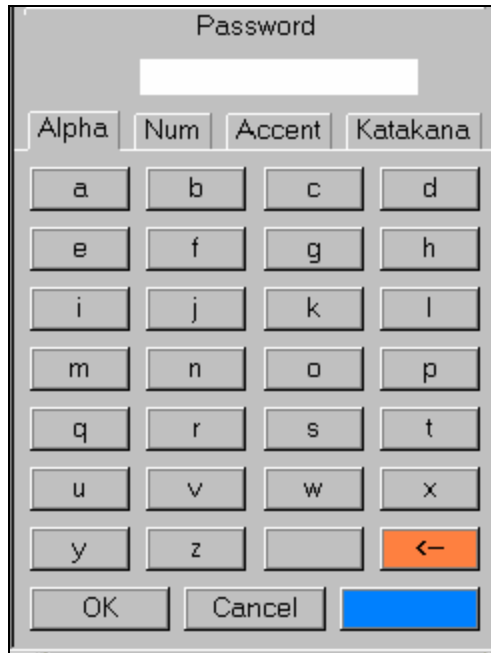 Password
Alpha Num Accent Katakana
a b c d
e f g h
i j k l
m n o p
q r s t
u v w x
y z <–
OK Cancel